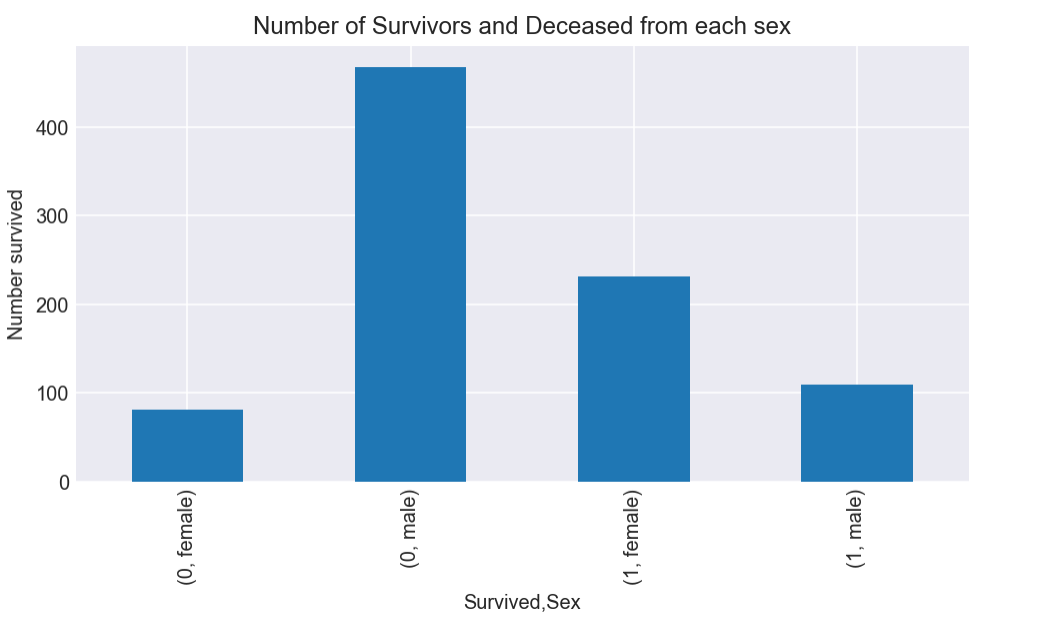 Number of Survivors and Deceased from each sex
Number survived
400
300
200
100
0
(0, female)
(0, male)
(1, female)
(1, male)
Survived,Sex